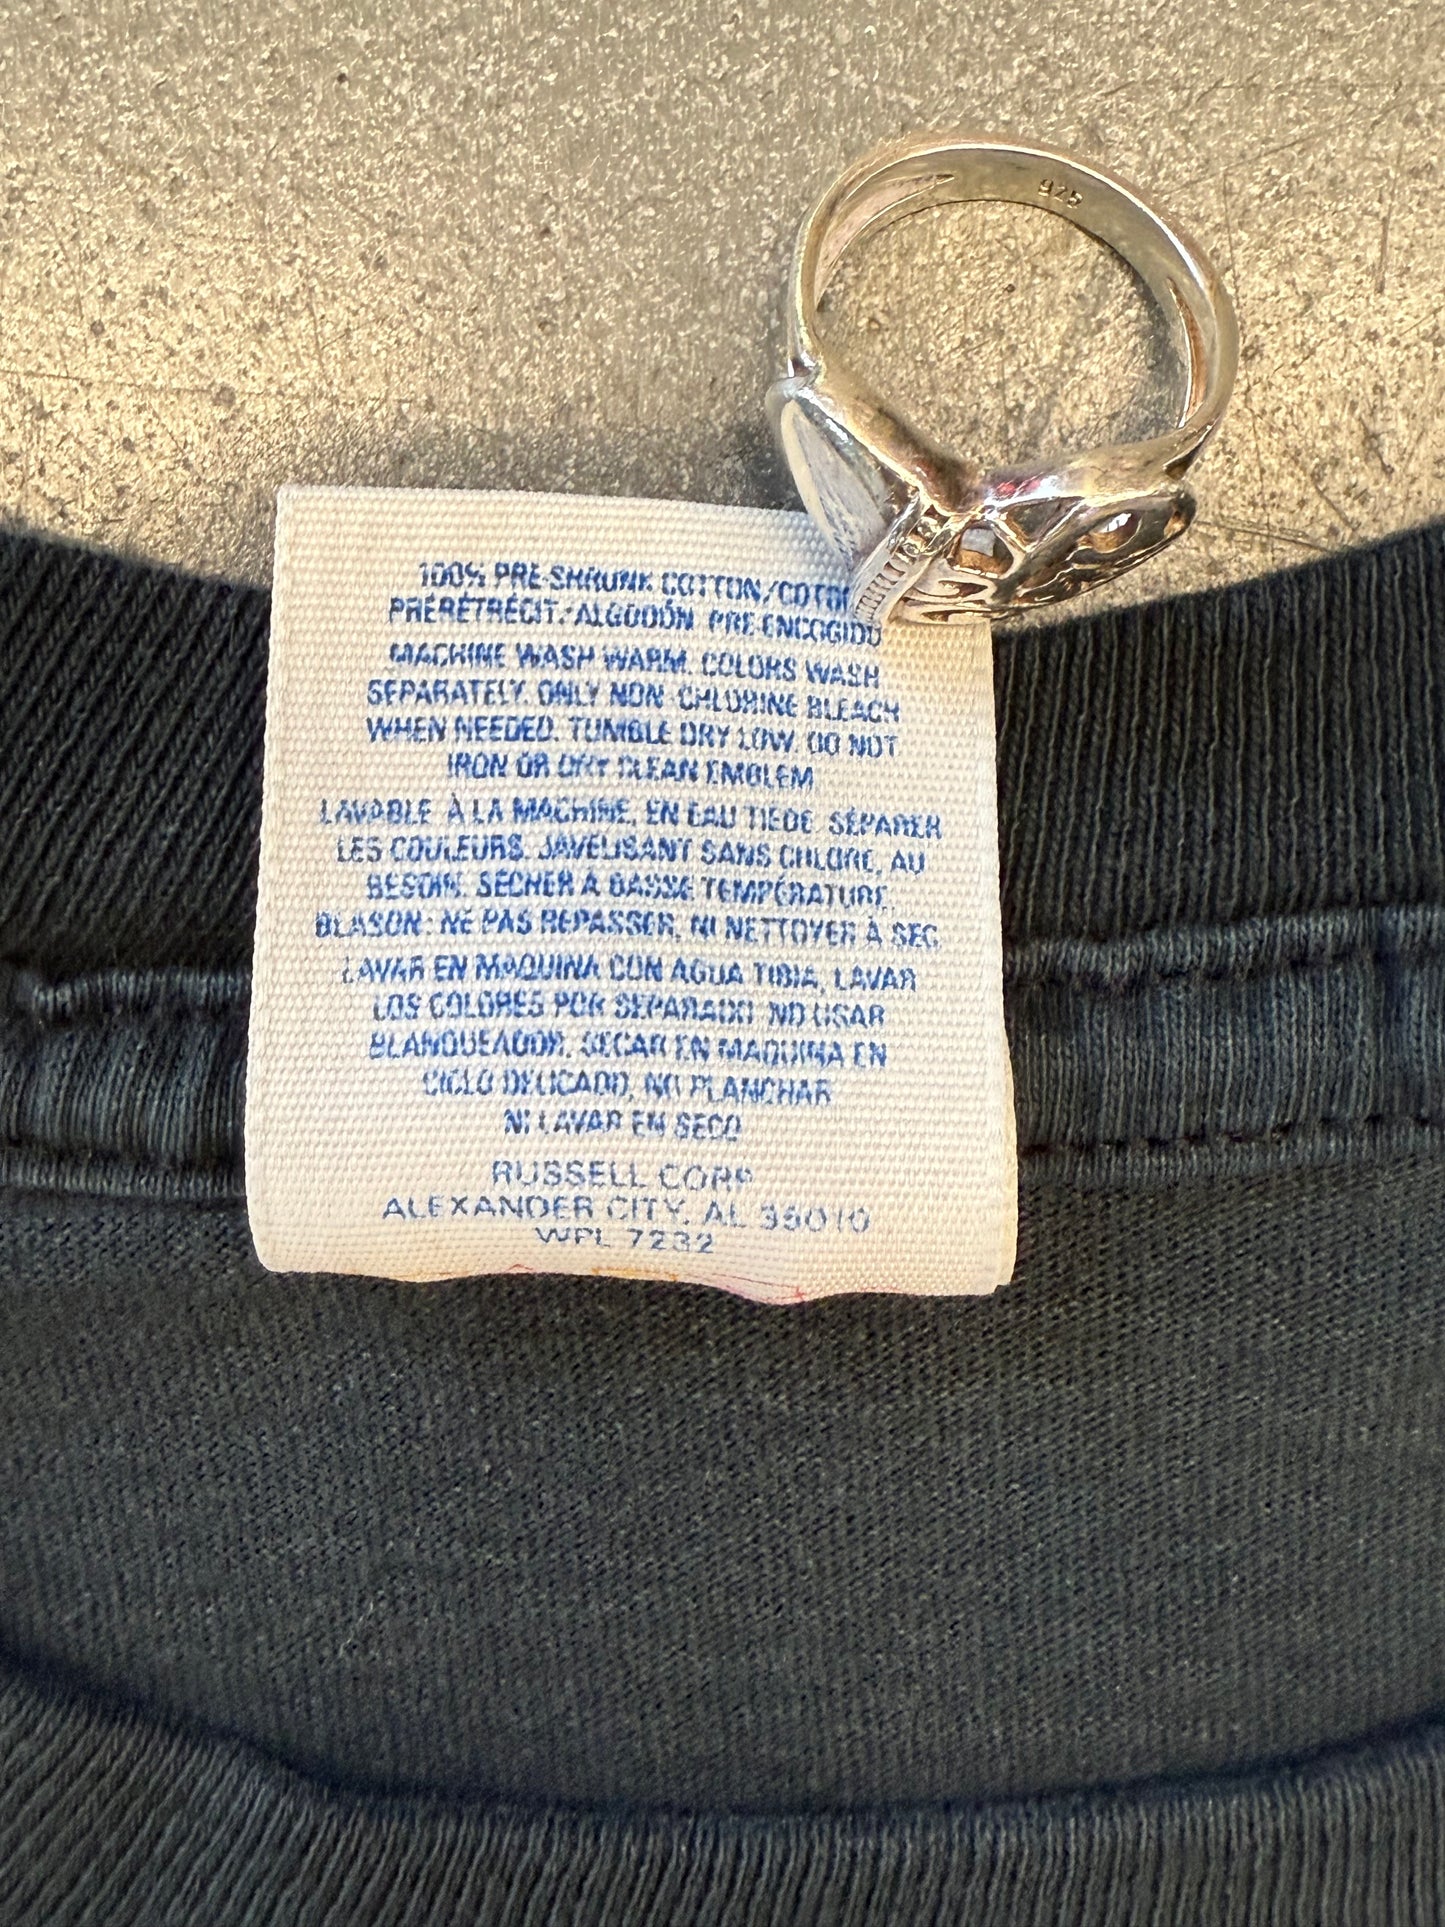 925
100% PRE-SHRUNK COTTON/COTON
PRÉRÉTRÉCIT/ALGODÓN PRE-ENCOGIDO
MACHINE WASH WARM. COLORS WASH
SEPARATELY. ONLY NON-CHLORINE BLEACH
WHEN NEEDED. TUMBLE DRY LOW. DO NOT
IRON OR DRY CLEAN EMBLEM
LAVABLE À LA MACHINE, EN EAU TIÈDE. SÉPARER
LES COULEURS. JAVELISANT SANS CHLORE, AU
BESOIN. SÉCHER À BASSE TEMPÉRATURE.
BLASON: NE PAS REPASSER, NI NETTOYER À SEC.
LAVAR EN MAQUINA CON AGUA TIBIA, LAVAR
LOS COLORES POR SEPARADO. NO USAR
BLANQUEADOR. SECAR EN MAQUINA EN
CICLO DELICADO, NO PLANCHAR
NI LAVAR EN SECO
RUSSELL CORP
ALEXANDER CITY, AL 35010
WPL 7232